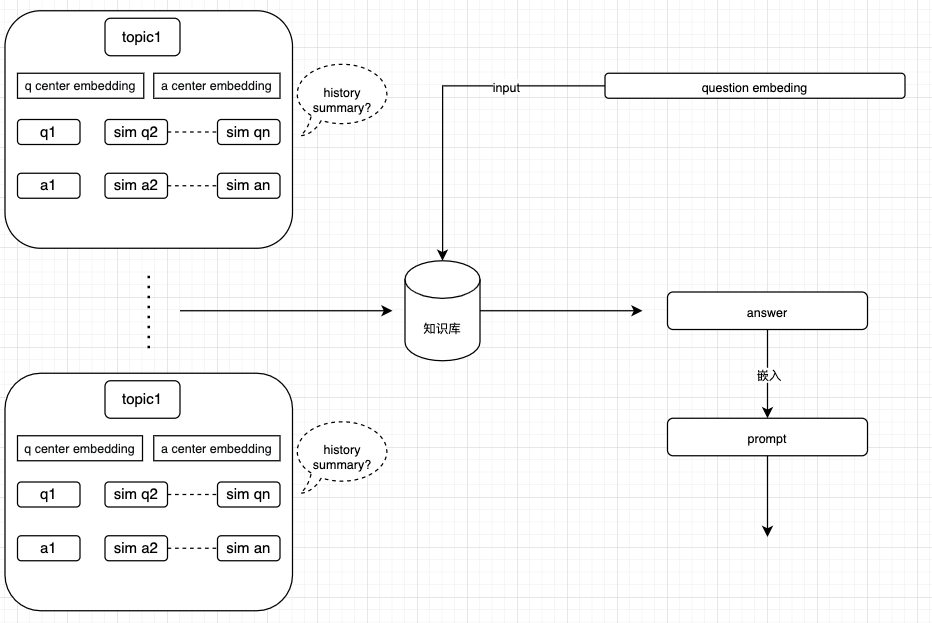 topic1
q center embedding
a center embedding
q1
sim q2
sim qn
a1
sim a2
sim an
history
summary?
input
question embeding
知识库
answer
嵌入
prompt
topic1
q center embedding
a center embedding
q1
sim q2
sim qn
a1
sim a2
sim an
history
summary?